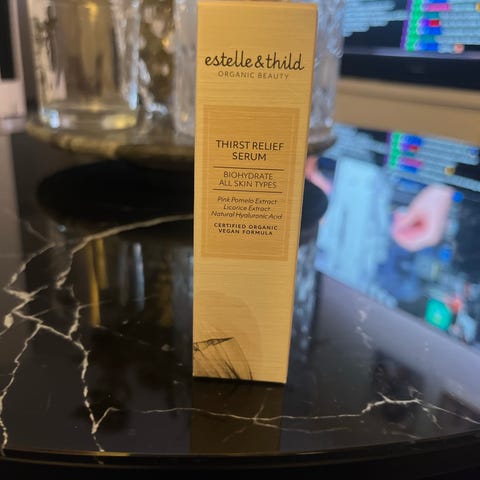 estelle & thild
ORGANIC BEAUTY
THIRST RELIEF
SERUM
BIOHYDRATE
ALL SKIN TYPES
Pink Pomelo Extract
Licorice Extract
Natural Hyaluronic Acid
CERTIFIED ORGANIC
VEGAN FORMULA